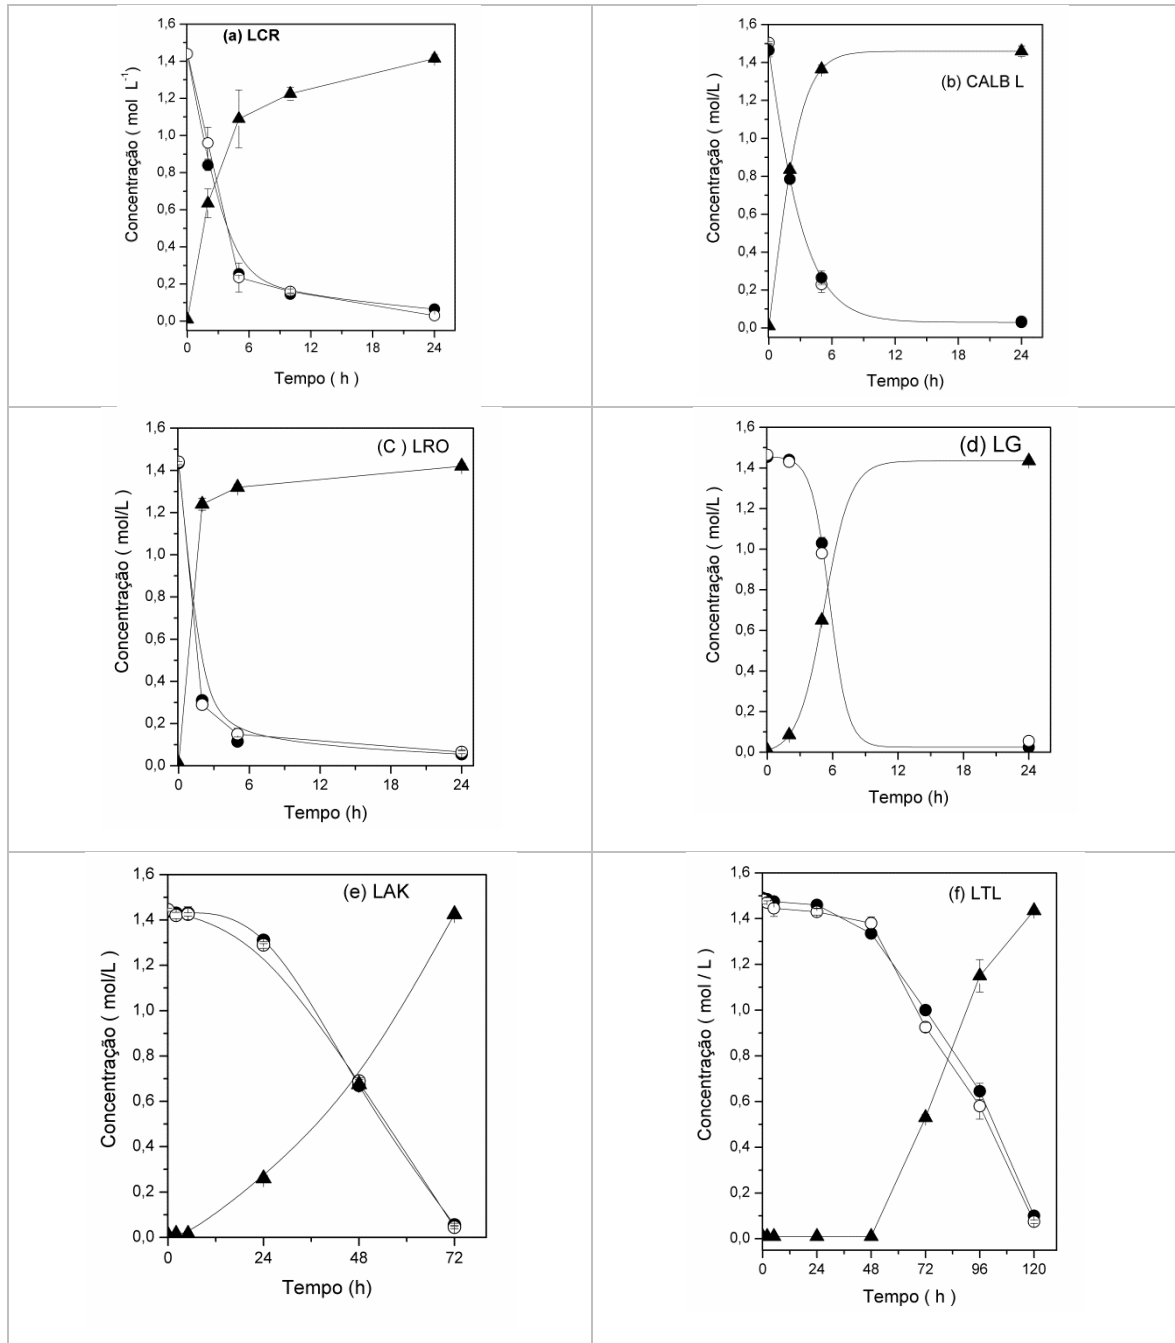 (a) LCR
Concentração ( mol L⁻¹)
1,6
1,4
1,2
1,0
0,8
0,6
0,4
0,2
0,0
0 6 12 18 24
Tempo ( h )
(b) CALB L
Concentração ( mol/L)
1,6
1,4
1,2
1,0
0,8
0,6
0,4
0,2
0,0
0 6 12 18 24
Tempo (h)
(C ) LRO
Concentração ( mol/L)
1,6
1,4
1,2
1,0
0,8
0,6
0,4
0,2
0,0
0 6 12 18 24
Tempo (h)
(d) LG
Concentração ( mol/L)
1,6
1,4
1,2
1,0
0,8
0,6
0,4
0,2
0,0
0 6 12 18 24
Tempo (h)
(e) LAK
Concentração ( mol/L)
1,6
1,4
1,2
1,0
0,8
0,6
0,4
0,2
0,0
0 24 48 72
Tempo (h)
(f) LTL
Concentração ( mol / L)
1,6
1,4
1,2
1,0
0,8
0,6
0,4
0,2
0,0
0 24 48 72 96 120
Tempo ( h )